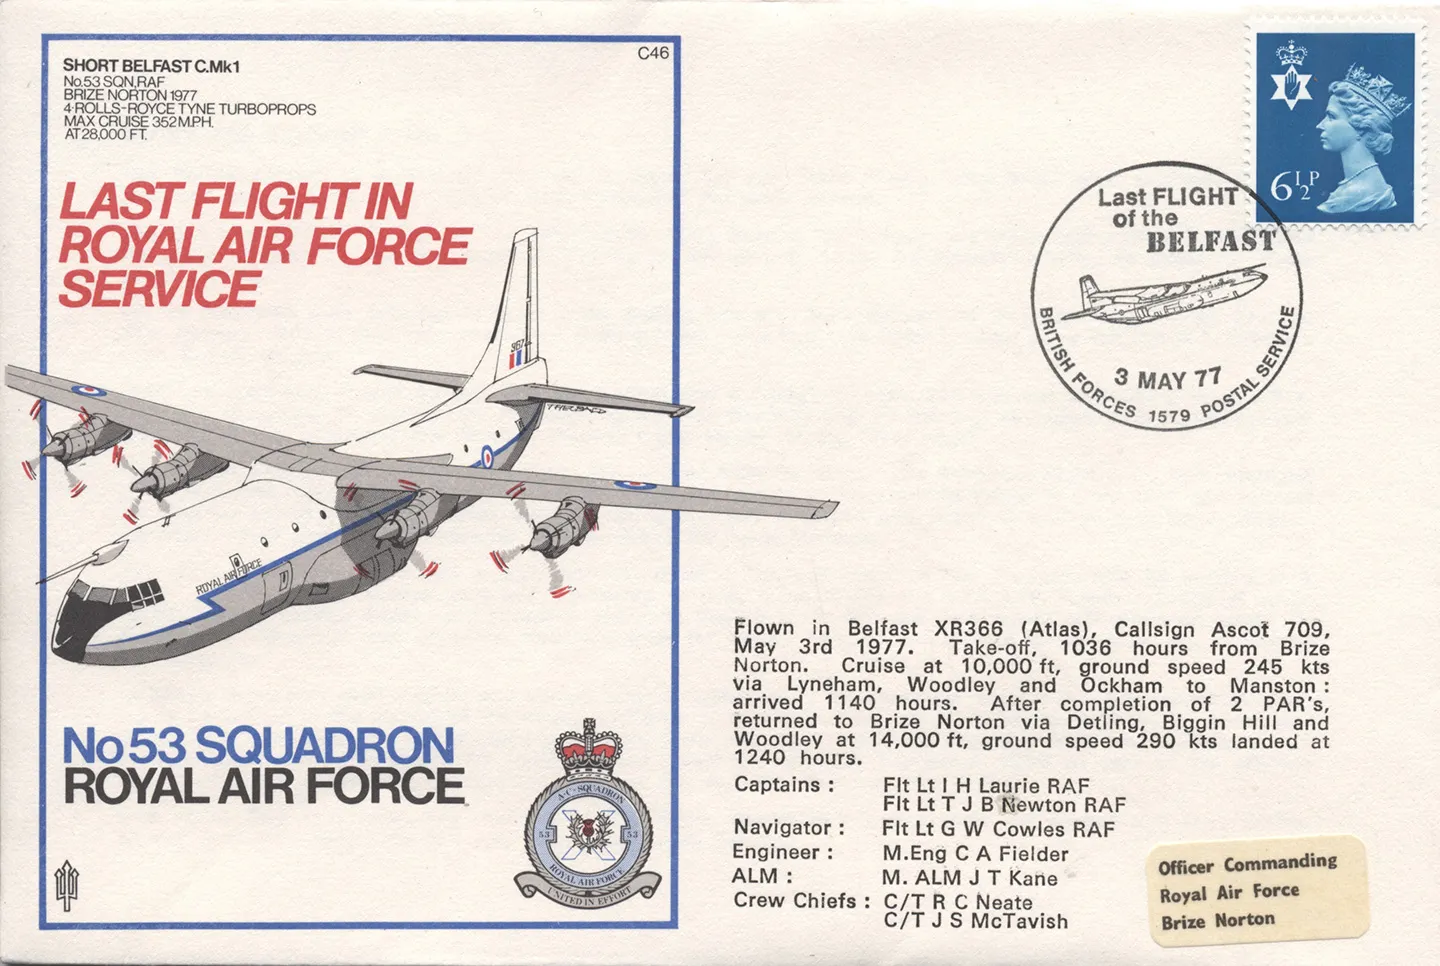 C46
SHORT BELFAST C.Mk1
No.53 SQN,RAF
BRIZE NORTON 1977
4·ROLLS-ROYCE TYNE TURBOPROPS
MAX CRUISE 352 M.P.H.
AT 28,000 FT.
LAST FLIGHT IN
ROYAL AIR FORCE
SERVICE
ROYAL AIR FORCE
No 53 SQUADRON
ROYAL AIR FORCE
A·C·SQUADRON
53 53
ROYAL AIR FORCE
UNITED IN EFFORT
6½P
Last FLIGHT
of the
BELFAST
3 MAY 77
BRITISH FORCES 1579 POSTAL SERVICE
Flown in Belfast XR366 (Atlas), Callsign Ascot 709,
May 3rd 1977. Take-off, 1036 hours from Brize
Norton. Cruise at 10,000 ft, ground speed 245 kts
via Lyneham, Woodley and Ockham to Manston :
arrived 1140 hours. After completion of 2 PAR's,
returned to Brize Norton via Detling, Biggin Hill and
Woodley at 14,000 ft, ground speed 290 kts landed at
1240 hours.
Captains : Flt Lt I H Laurie RAF
Flt Lt T J B Newton RAF
Navigator : Flt Lt G W Cowles RAF
Engineer : M.Eng C A Fielder
ALM : M. ALM J T Kane
Crew Chiefs : C/T R C Neate
C/T J S McTavish
Officer Commanding
Royal Air Force
Brize Norton